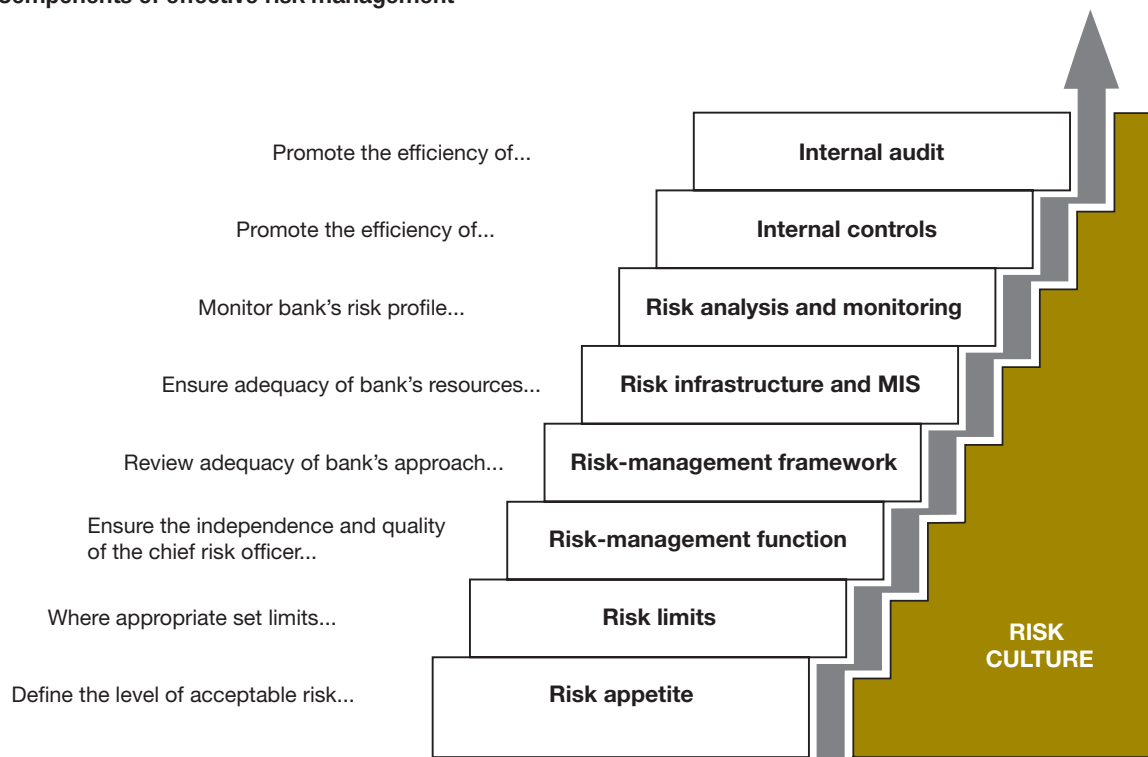 Components of effective risk management
Promote the efficiency of...
Internal audit
Promote the efficiency of...
Internal controls
Monitor bank’s risk profile...
Risk analysis and monitoring
Ensure adequacy of bank’s resources...
Risk infrastructure and MIS
Review adequacy of bank’s approach...
Risk-management framework
Ensure the independence and quality
of the chief risk officer...
Risk-management function
Where appropriate set limits...
Risk limits
Define the level of acceptable risk...
Risk appetite
RISK
CULTURE